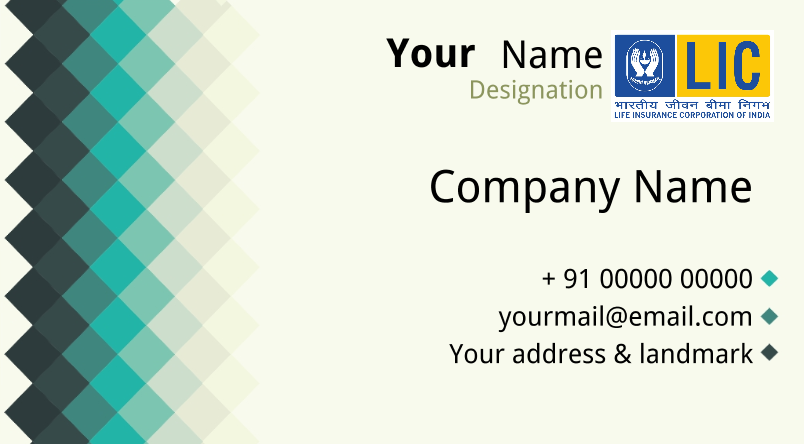 Your Name
Designation
LIC
भारतीय जीवन बीमा निगम
LIFE INSURANCE CORPORATION OF INDIA
Company Name
+ 91 00000 00000
yourmail@email.com
Your address & landmark